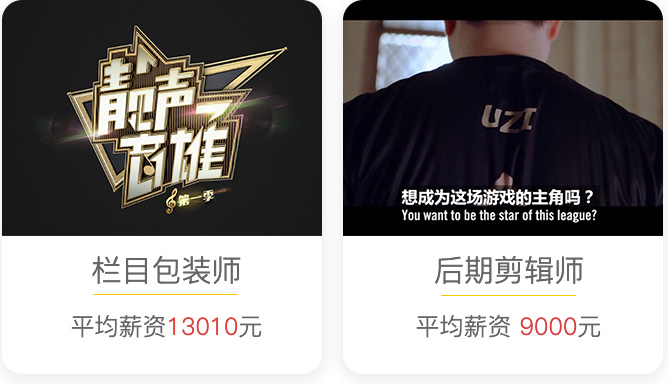 靓声
音雄
第一季
UZI
想成为这场游戏的主角吗？
You want to be the star of this league?
栏目包装师
平均薪资13010元
后期剪辑师
平均薪资 9000元